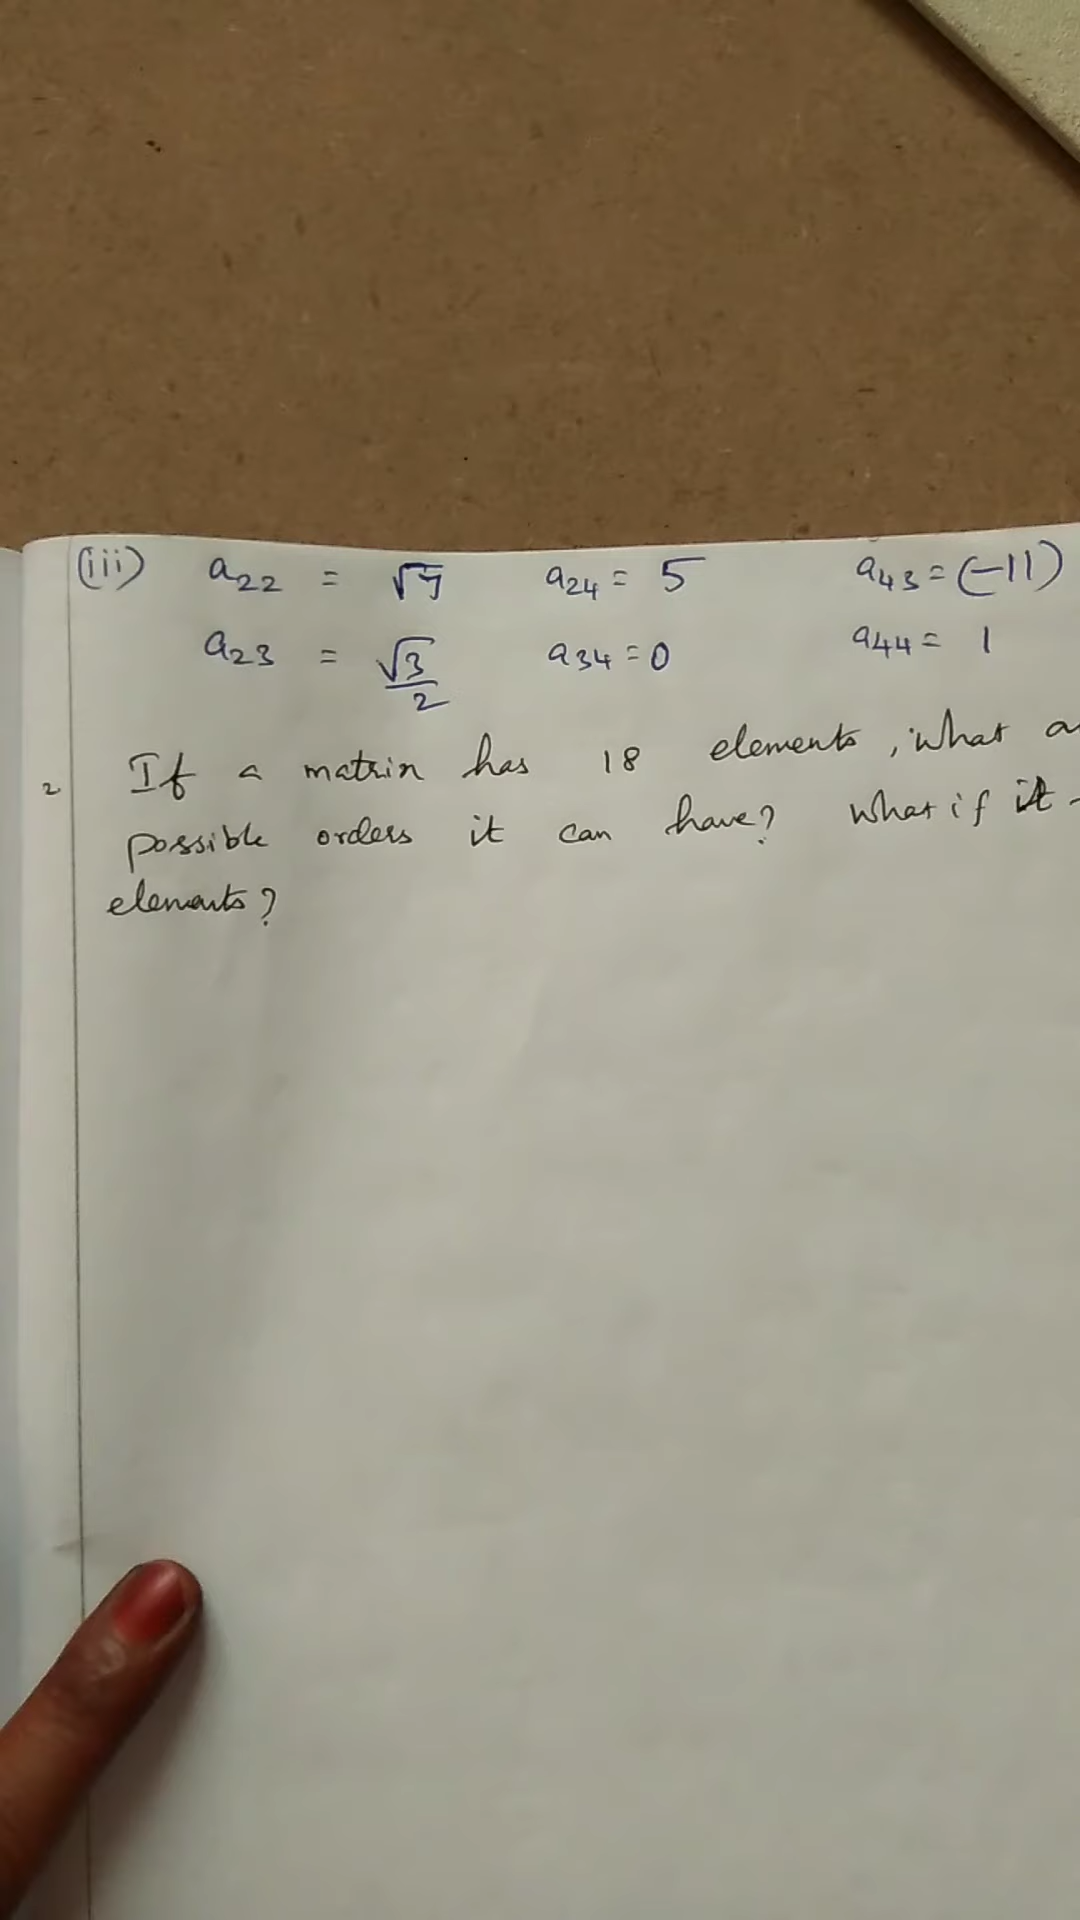 (iii) a22 = √7 a24 = 5 a43 = (-11)
a23 = √3/2 a34 = 0 a44 = 1
2 If a matrix has 18 elements, what
possible orders it can have? What if it
elements?